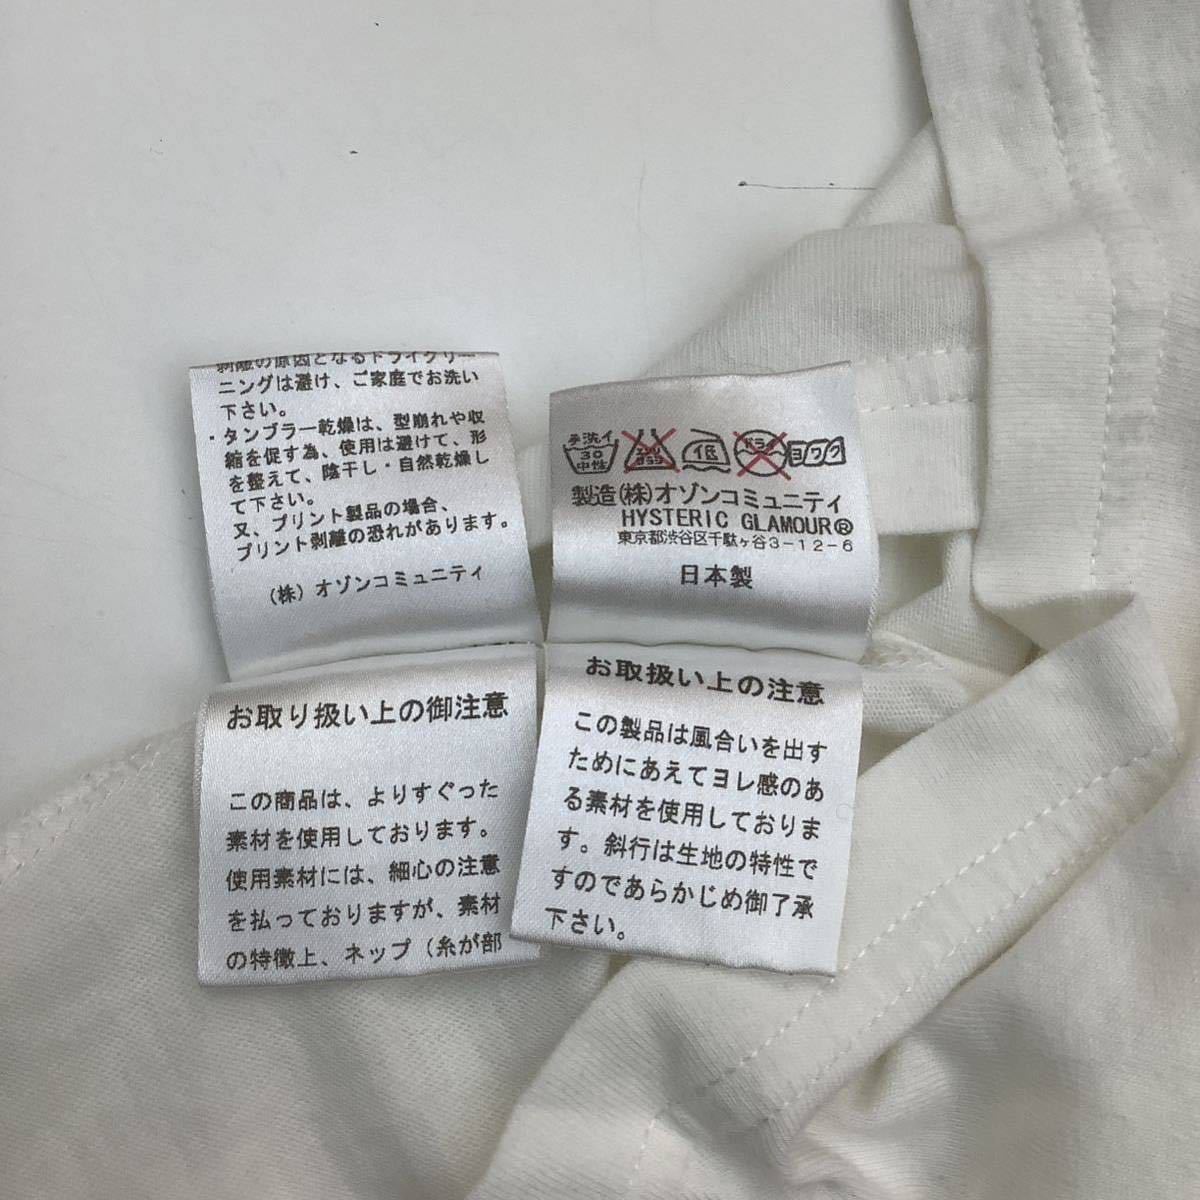 剥離の原因となるドライクリー
ニングは避け、ご家庭でお洗い
下さい。
・タンブラー乾燥は、型崩れや収
縮を促す為、使用は避けて、形
を整えて、陰干し・自然乾燥し
て下さい。
又、プリント製品の場合、
プリント剥離の恐れがあります。
(株) オゾンコミュニティ
手洗イ
30
中性
エンソ
サラシ
低
ドライ
ヨワク
製造(株)オゾンコミュニティ
HYSTERIC GLAMOUR®
東京都渋谷区千駄ヶ谷3-12-6
日本製
お取り扱い上の御注意
この商品は、よりすぐった
素材を使用しております。
使用素材には、細心の注意
を払っておりますが、素材
の特徴上、ネップ（糸が部
お取扱い上の注意
この製品は風合いを出す
ためにあえてヨレ感のあ
る素材を使用しておりま
す。斜行は生地の特性で
すのであらかじめ御了承
下さい。